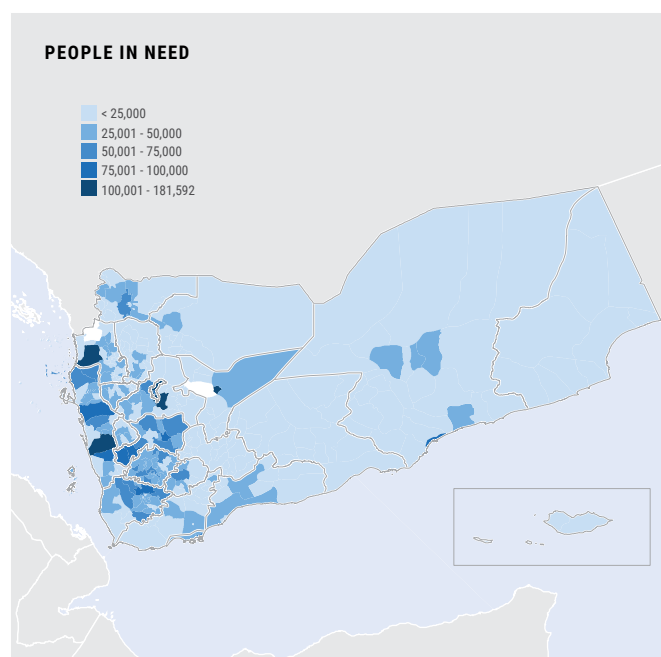 PEOPLE IN NEED
< 25,000
25,001 - 50,000
50,001 - 75,000
75,001 - 100,000
100,001 - 181,592